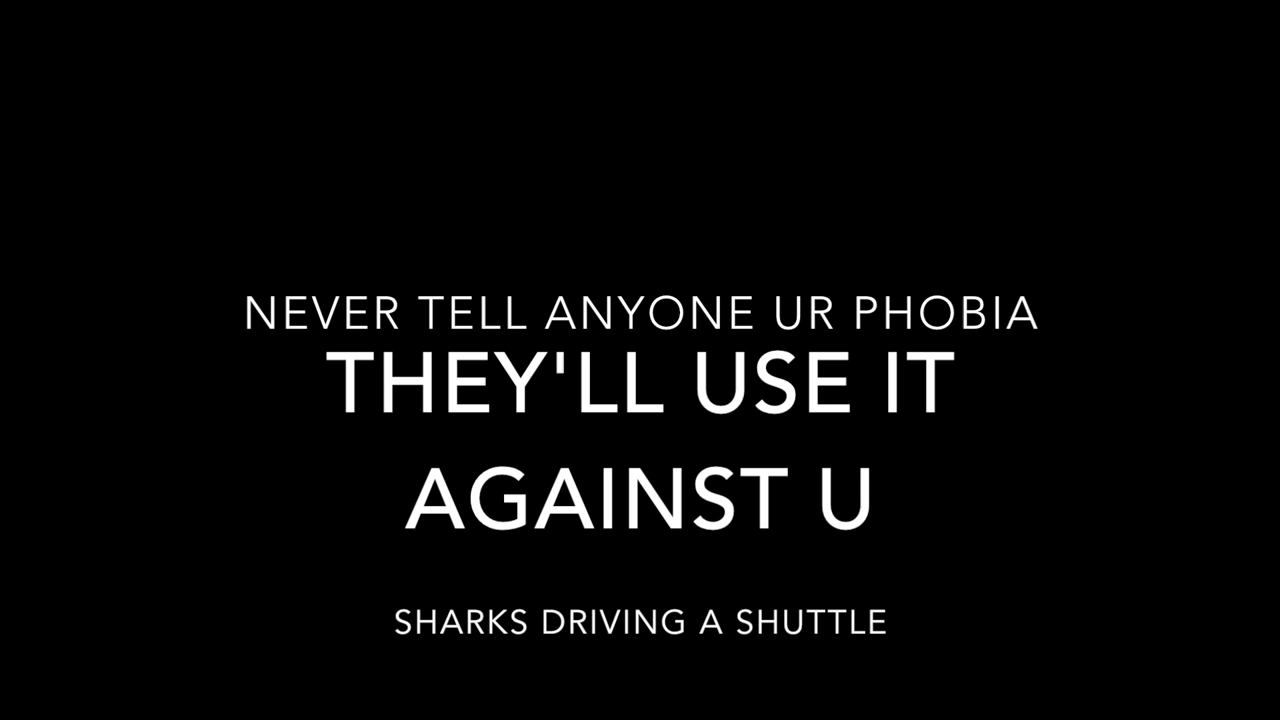 NEVER TELL ANYONE UR PHOBIA
THEY'LL USE IT
AGAINST U
SHARKS DRIVING A SHUTTLE